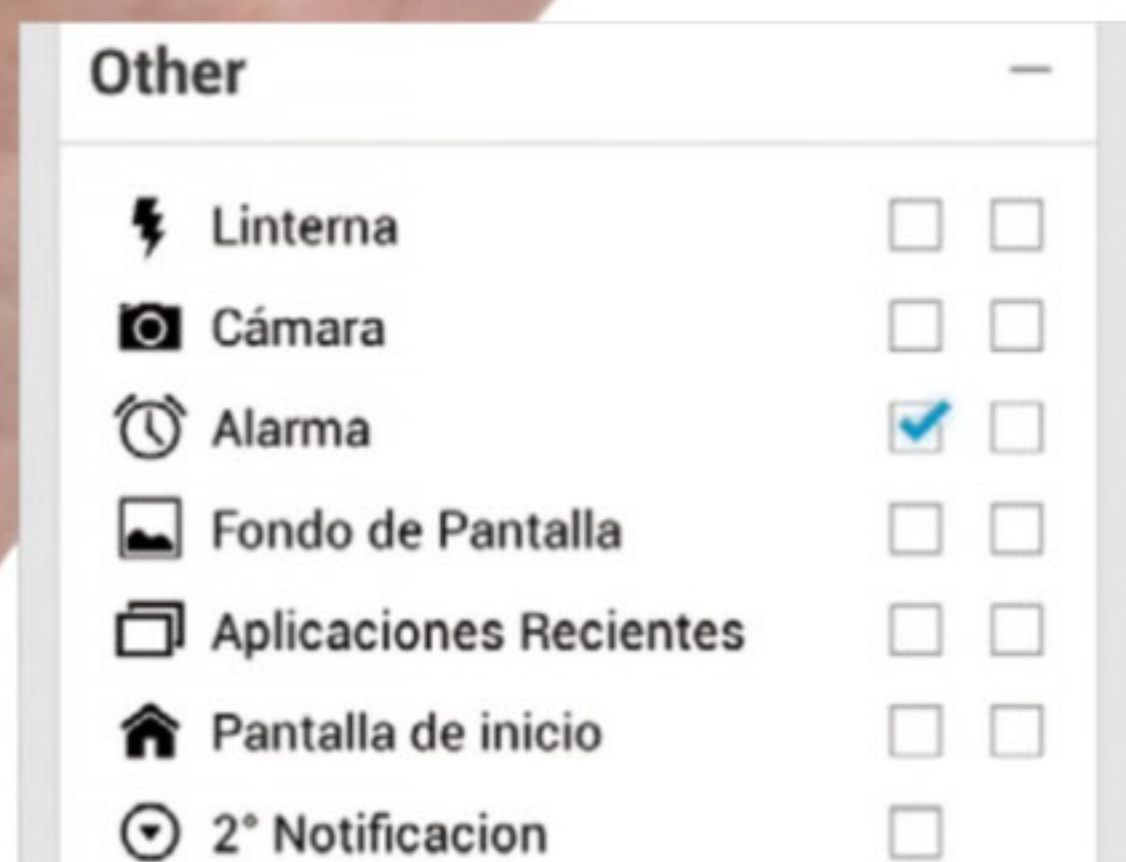 Other
Linterna
Cámara
Alarma
Fondo de Pantalla
Aplicaciones Recientes
Pantalla de inicio
2° Notificacion